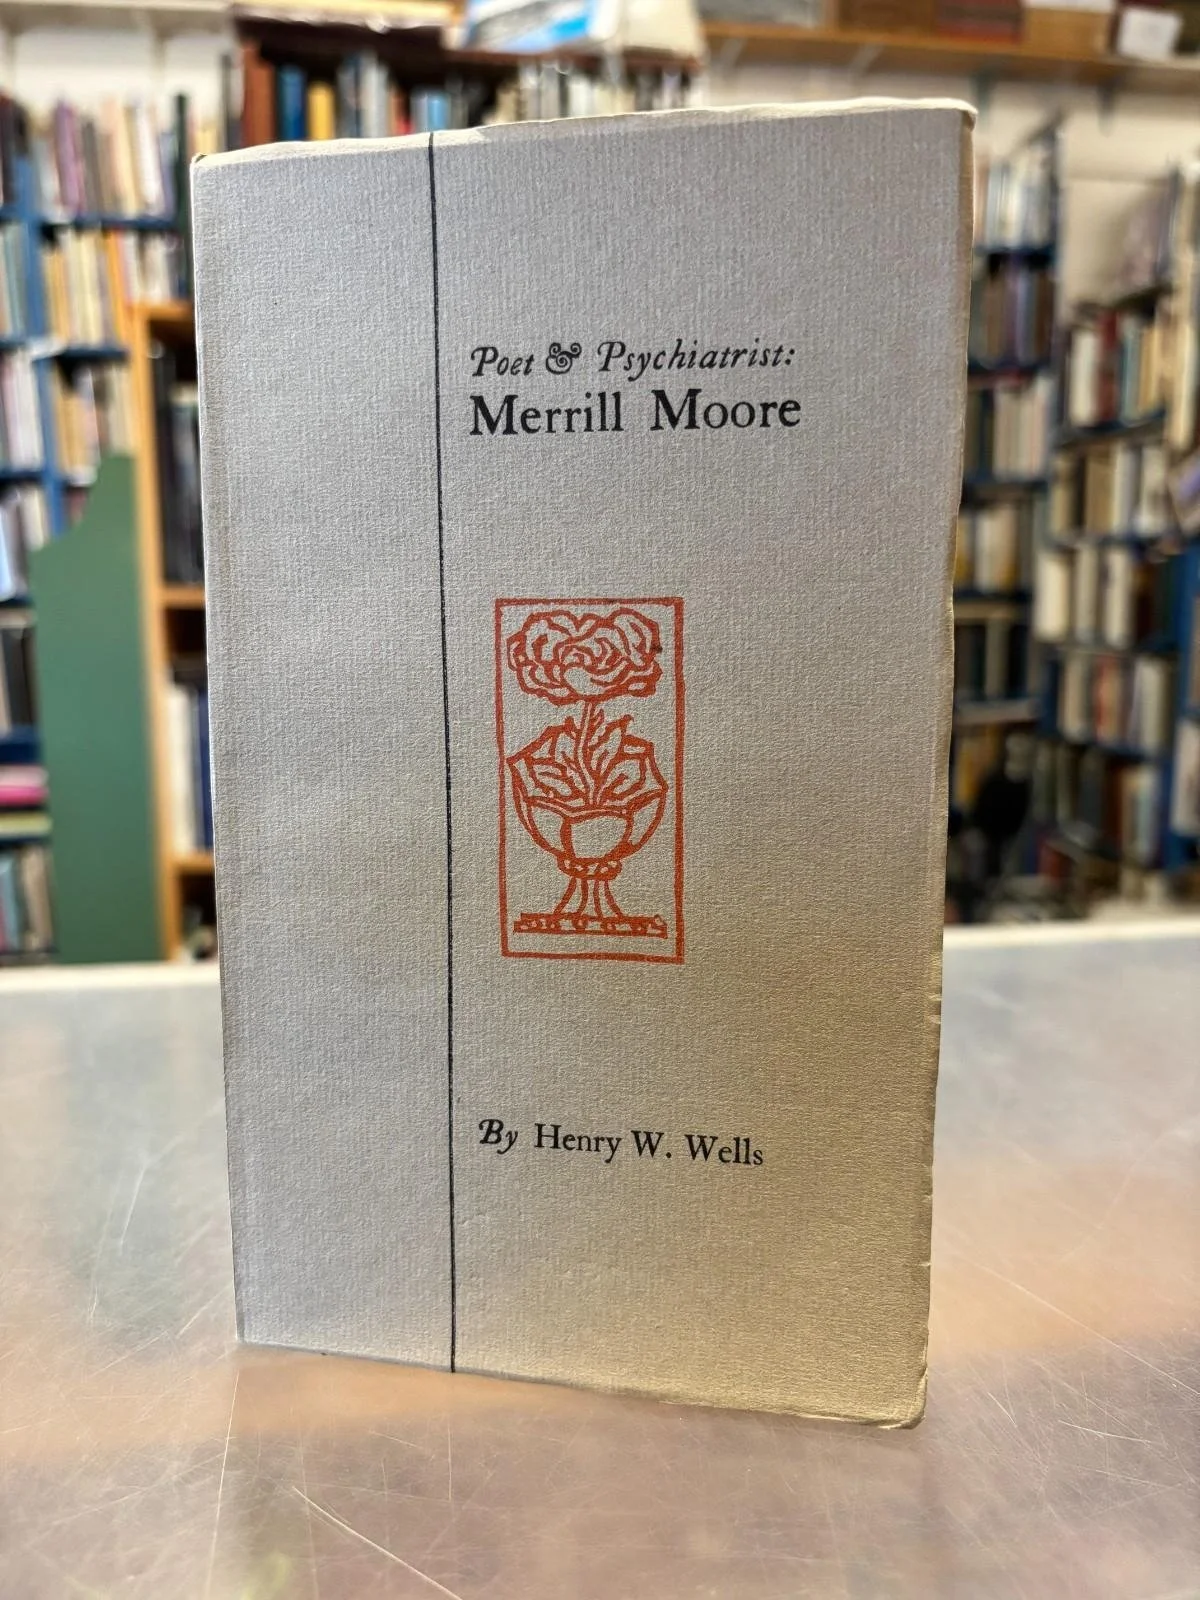 Poet & Psychiatrist:
Merrill Moore
By Henry W. Wells